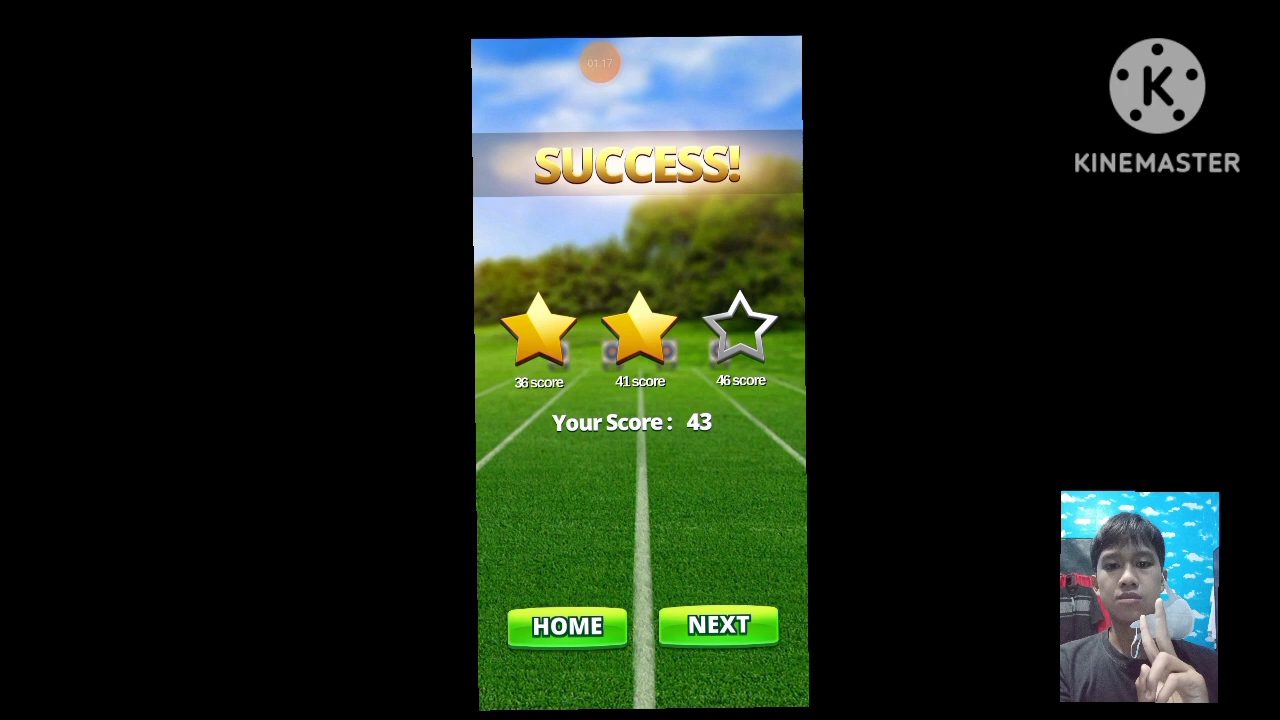 01:17
K
KINEMASTER
SUCCESS!
36 score
41 score
46 score
Your Score : 43
HOME
NEXT